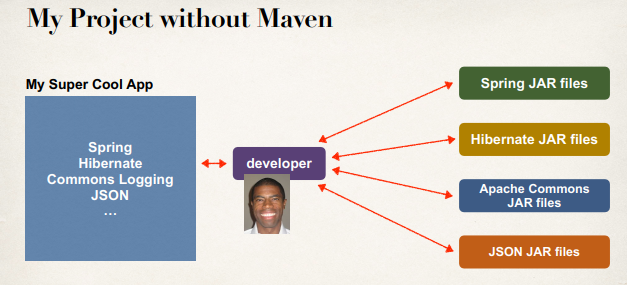 My Project without Maven
My Super Cool App
Spring
Hibernate
Commons Logging
JSON
...
developer
Spring JAR files
Hibernate JAR files
Apache Commons
JAR files
JSON JAR files